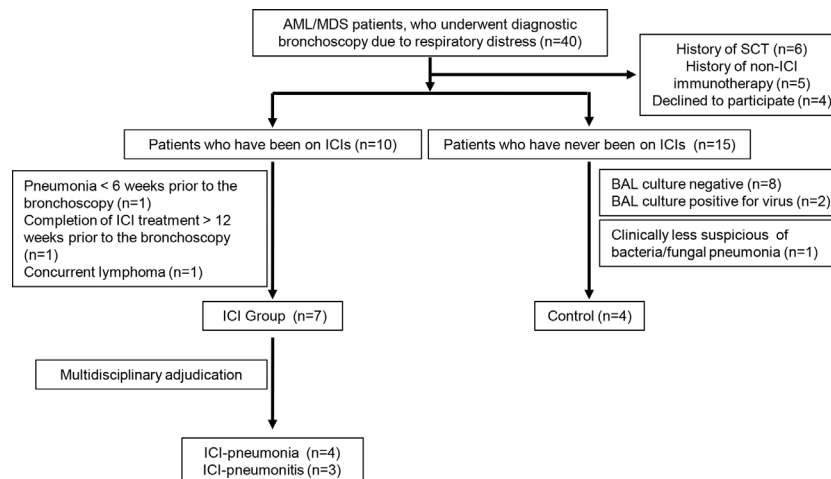 AML/MDS patients, who underwent diagnostic
bronchoscopy due to respiratory distress (n=40)
History of SCT (n=6)
History of non-ICI
immunotherapy (n=5)
Declined to participate (n=4)
Patients who have been on ICIs (n=10)
Patients who have never been on ICIs (n=15)
Pneumonia < 6 weeks prior to the
bronchoscopy (n=1)
Completion of ICI treatment > 12
weeks prior to the bronchoscopy
(n=1)
Concurrent lymphoma (n=1)
BAL culture negative (n=8)
BAL culture positive for virus (n=2)
Clinically less suspicious of
bacteria/fungal pneumonia (n=1)
ICI Group (n=7)
Control (n=4)
Multidisciplinary adjudication
ICI-pneumonia (n=4)
ICI-pneumonitis (n=3)